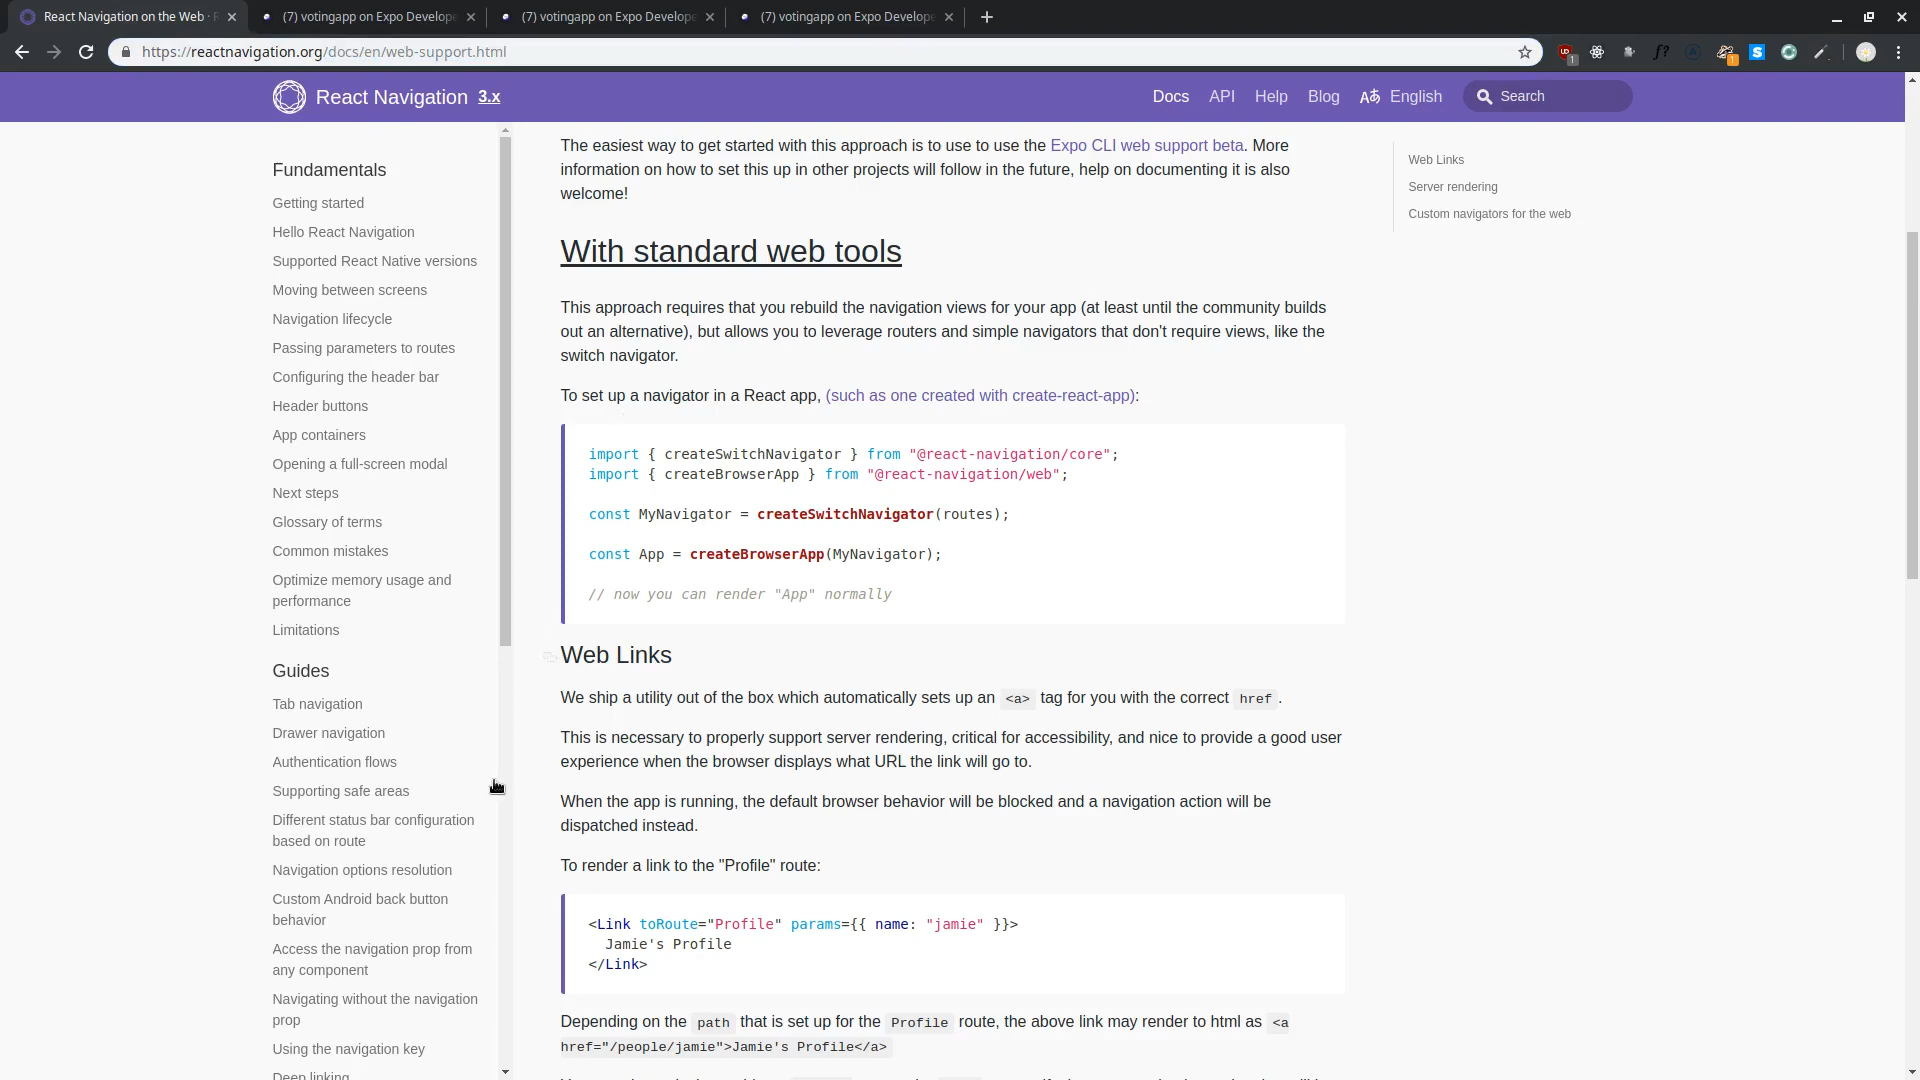 React Navigation on the Web · R
(7) votingapp on Expo Develope
(7) votingapp on Expo Develope
(7) votingapp on Expo Develope
https://reactnavigation.org/docs/en/web-support.html
React Navigation 3.x
Docs API Help Blog English Search
Fundamentals
Getting started
Hello React Navigation
Supported React Native versions
Moving between screens
Navigation lifecycle
Passing parameters to routes
Configuring the header bar
Header buttons
App containers
Opening a full-screen modal
Next steps
Glossary of terms
Common mistakes
Optimize memory usage and
performance
Limitations
Guides
Tab navigation
Drawer navigation
Authentication flows
Supporting safe areas
Different status bar configuration
based on route
Navigation options resolution
Custom Android back button
behavior
Access the navigation prop from
any component
Navigating without the navigation
prop
Using the navigation key
Deep linking
The easiest way to get started with this approach is to use to use the Expo CLI web support beta. More
information on how to set this up in other projects will follow in the future, help on documenting it is also
welcome!
With standard web tools
This approach requires that you rebuild the navigation views for your app (at least until the community builds
out an alternative), but allows you to leverage routers and simple navigators that don't require views, like the
switch navigator.
To set up a navigator in a React app, (such as one created with create-react-app):
import { createSwitchNavigator } from "@react-navigation/core";
import { createBrowserApp } from "@react-navigation/web";
const MyNavigator = createSwitchNavigator(routes);
const App = createBrowserApp(MyNavigator);
// now you can render "App" normally
Web Links
We ship a utility out of the box which automatically sets up an <a> tag for you with the correct href.
This is necessary to properly support server rendering, critical for accessibility, and nice to provide a good user
experience when the browser displays what URL the link will go to.
When the app is running, the default browser behavior will be blocked and a navigation action will be
dispatched instead.
To render a link to the "Profile" route:
<Link toRoute="Profile" params={{ name: "jamie" }}>
Jamie's Profile
</Link>
Depending on the path that is set up for the Profile route, the above link may render to html as <a
href="/people/jamie">Jamie's Profile</a>
Web Links
Server rendering
Custom navigators for the web